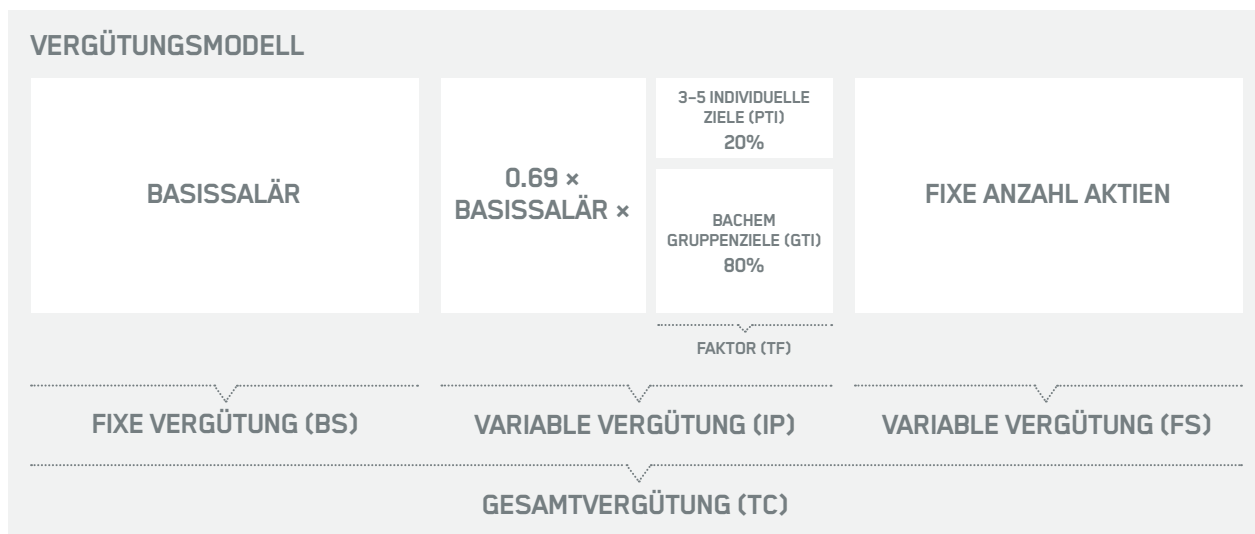 VERGÜTUNGSMODELL
BASISSALÄR
0.69 ×
BASISSALÄR ×
3–5 INDIVIDUELLE
ZIELE (PTI)
20%
BACHEM
GRUPPENZIELE (GTI)
80%
FIXE ANZAHL AKTIEN
FAKTOR (TF)
FIXE VERGÜTUNG (BS)
VARIABLE VERGÜTUNG (IP)
VARIABLE VERGÜTUNG (FS)
GESAMTVERGÜTUNG (TC)